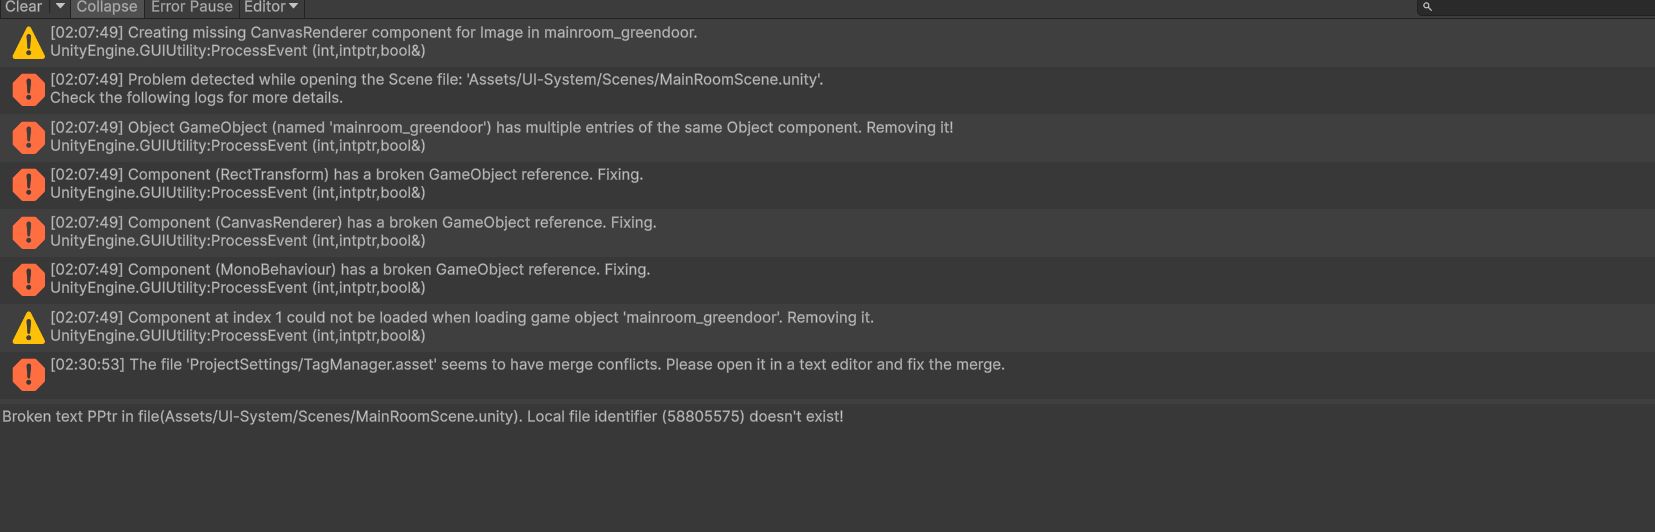 Clear Collapse Error Pause Editor
[02:07:49] Creating missing CanvasRenderer component for Image in mainroom_greendoor.
UnityEngine.GUIUtility:ProcessEvent (int,intptr,bool&)
[02:07:49] Problem detected while opening the Scene file: 'Assets/UI-System/Scenes/MainRoomScene.unity'.
Check the following logs for more details.
[02:07:49] Object GameObject (named 'mainroom_greendoor') has multiple entries of the same Object component. Removing it!
UnityEngine.GUIUtility:ProcessEvent (int,intptr,bool&)
[02:07:49] Component (RectTransform) has a broken GameObject reference. Fixing.
UnityEngine.GUIUtility:ProcessEvent (int,intptr,bool&)
[02:07:49] Component (CanvasRenderer) has a broken GameObject reference. Fixing.
UnityEngine.GUIUtility:ProcessEvent (int,intptr,bool&)
[02:07:49] Component (MonoBehaviour) has a broken GameObject reference. Fixing.
UnityEngine.GUIUtility:ProcessEvent (int,intptr,bool&)
[02:07:49] Component at index 1 could not be loaded when loading game object 'mainroom_greendoor'. Removing it.
UnityEngine.GUIUtility:ProcessEvent (int,intptr,bool&)
[02:30:53] The file 'ProjectSettings/TagManager.asset' seems to have merge conflicts. Please open it in a text editor and fix the merge.
Broken text PPtr in file(Assets/UI-System/Scenes/MainRoomScene.unity). Local file identifier (58805575) doesn't exist!